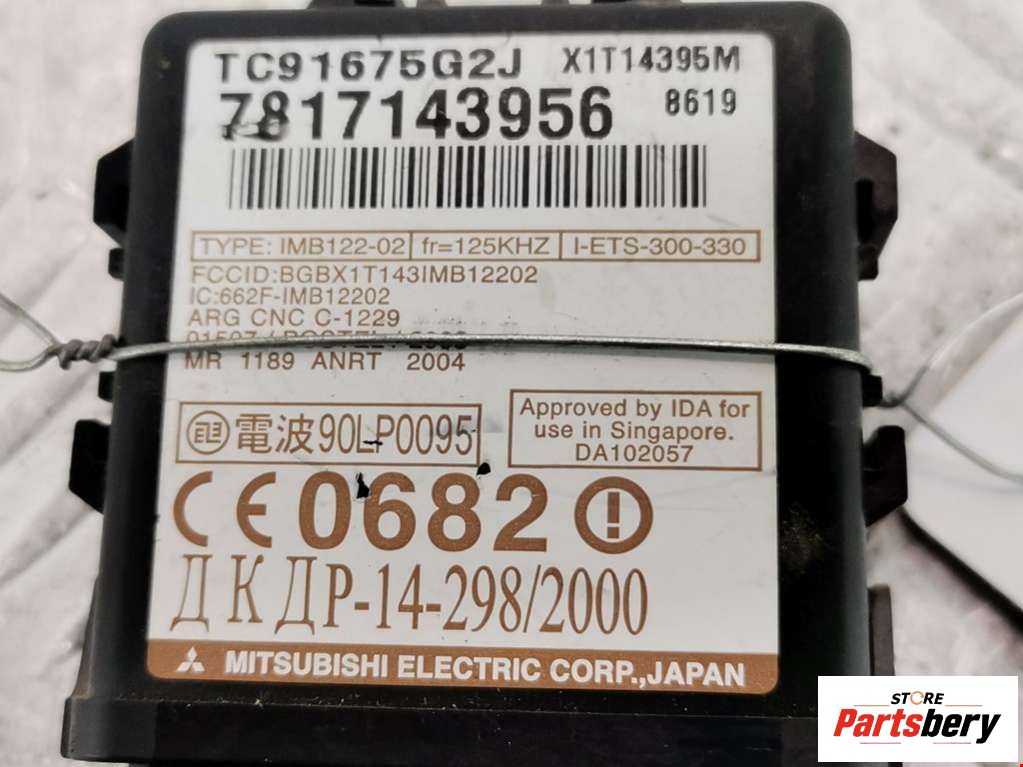 TC91675G2J X1T14395M
7817143956 8619
TYPE: IMB122-02 fr=125KHZ I-ETS-300-330
FCCID:BGBX1T143IMB12202
IC:662F-IMB12202
ARG CNC C-1229
MR 1189 ANRT 2004
電波90LP0095
Approved by IDA for
use in Singapore.
DA102057
CE0682
ДКДР-14-298/2000
MITSUBISHI ELECTRIC CORP.,JAPAN
STORE
Partsbery